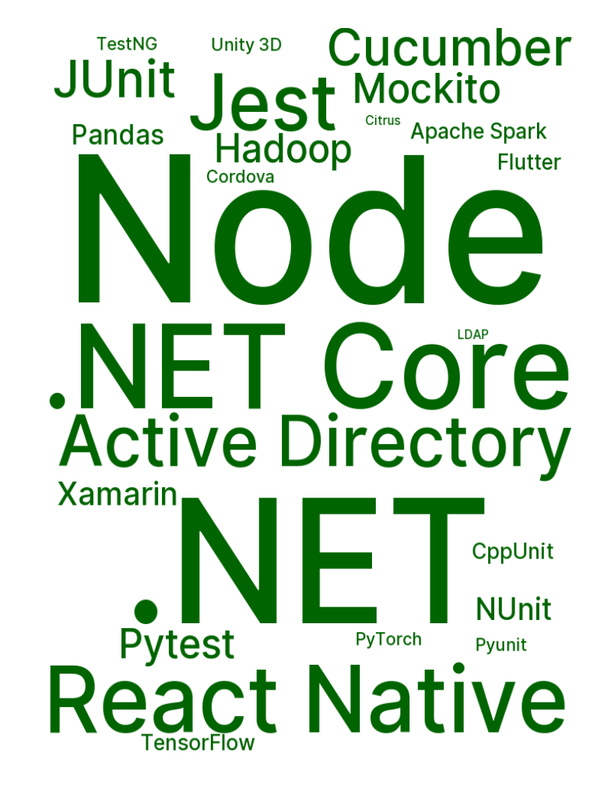 TestNG
Unity 3D
Cucumber
JUnit
Jest
Mockito
Citrus
Pandas
Apache Spark
Hadoop
Flutter
Cordova
Node
LDAP
.NET Core
Active Directory
Xamarin
.NET
CppUnit
NUnit
Pytest
PyTorch
Pyunit
React Native
TensorFlow